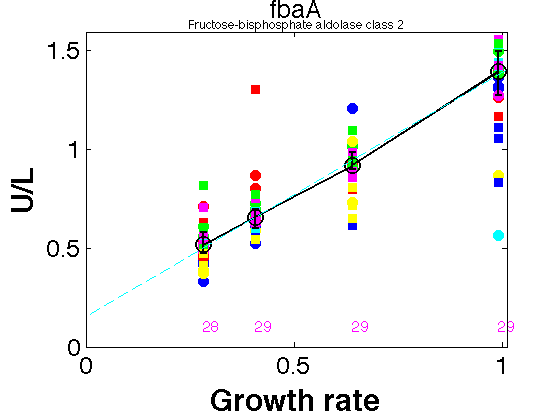 fbaA
Fructose-bisphosphate aldolase class 2
1.5
1
0.5
0
U/L
28
29
29
29
0
0.5
1
Growth rate